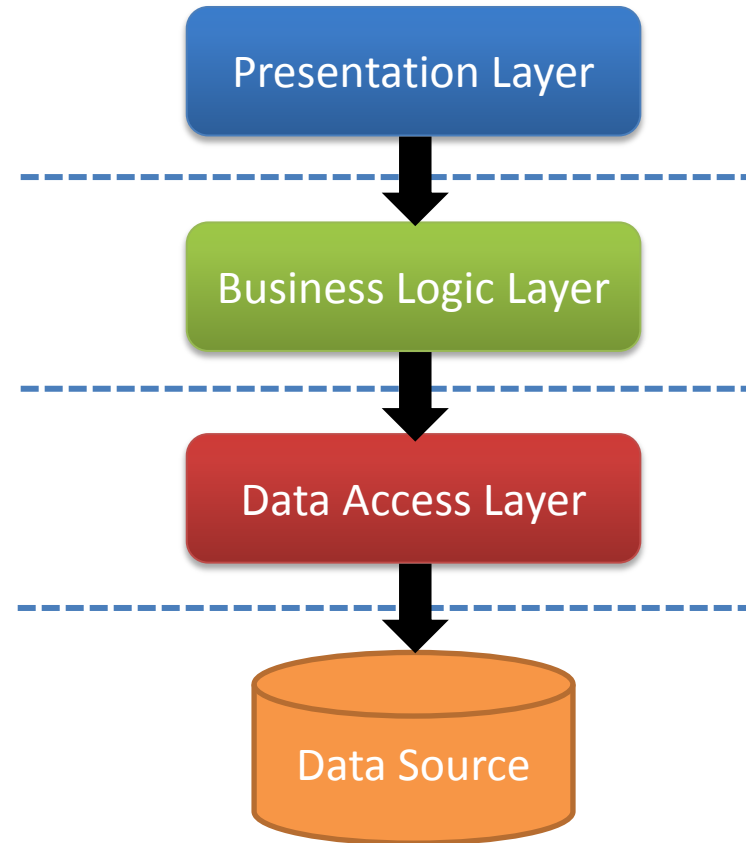 Presentation Layer
Business Logic Layer
Data Access Layer
Data Source